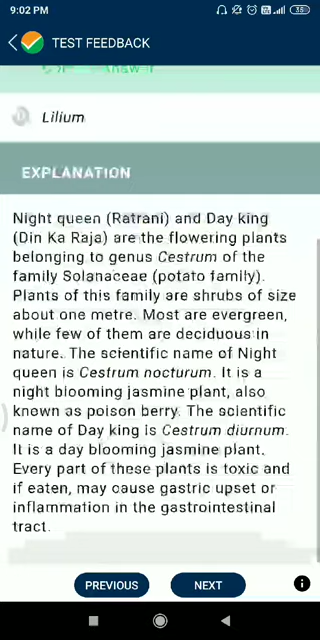 9:02 PM
38
TEST FEEDBACK
Answer
D Lilium
EXPLANATION
Night queen (Ratrani) and Day king
(Din Ka Raja) are the flowering plants
belonging to genus Cestrum of the
family Solanaceae (potato family).
Plants of this family are shrubs of size
about one metre. Most are evergreen,
while few of them are deciduous in
nature. The scientific name of Night
queen is Cestrum nocturum. It is a
night blooming jasmine plant, also
known as poison berry. The scientific
name of Day king is Cestrum diurnum.
It is a day blooming jasmine plant.
Every part of these plants is toxic and
if eaten, may cause gastric upset or
inflammation in the gastrointestinal
tract.
PREVIOUS NEXT